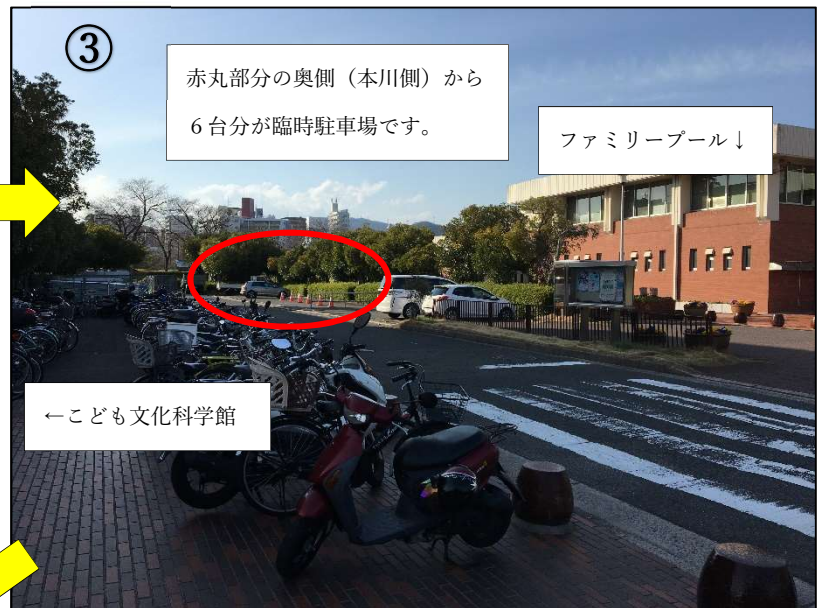 ③
赤丸部分の奥側(本川側)から
6台分が臨時駐車場です。
ファミリープール↓
←こども文化科学館